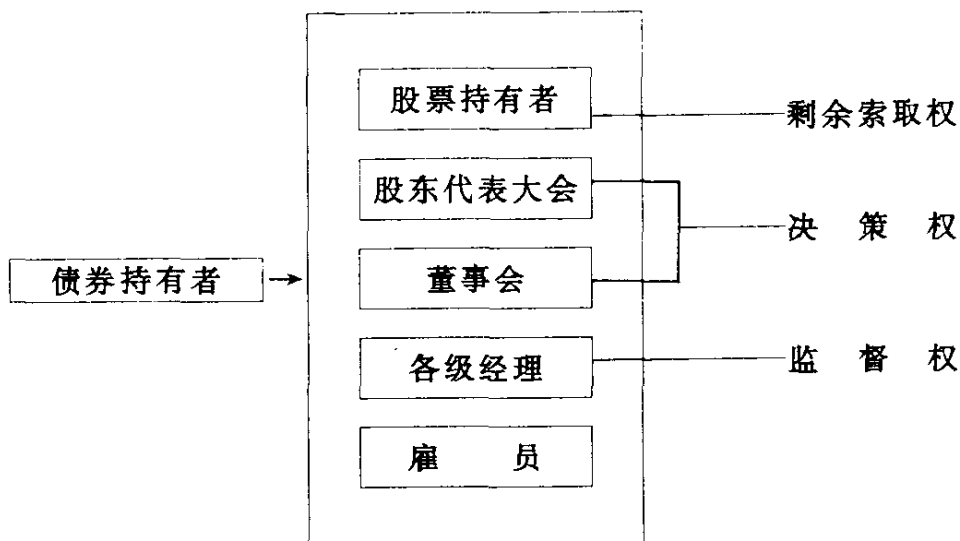 股票持有者
剩余索取权
股东代表大会
决策权
债券持有者
董事会
各级经理
监督权
雇员